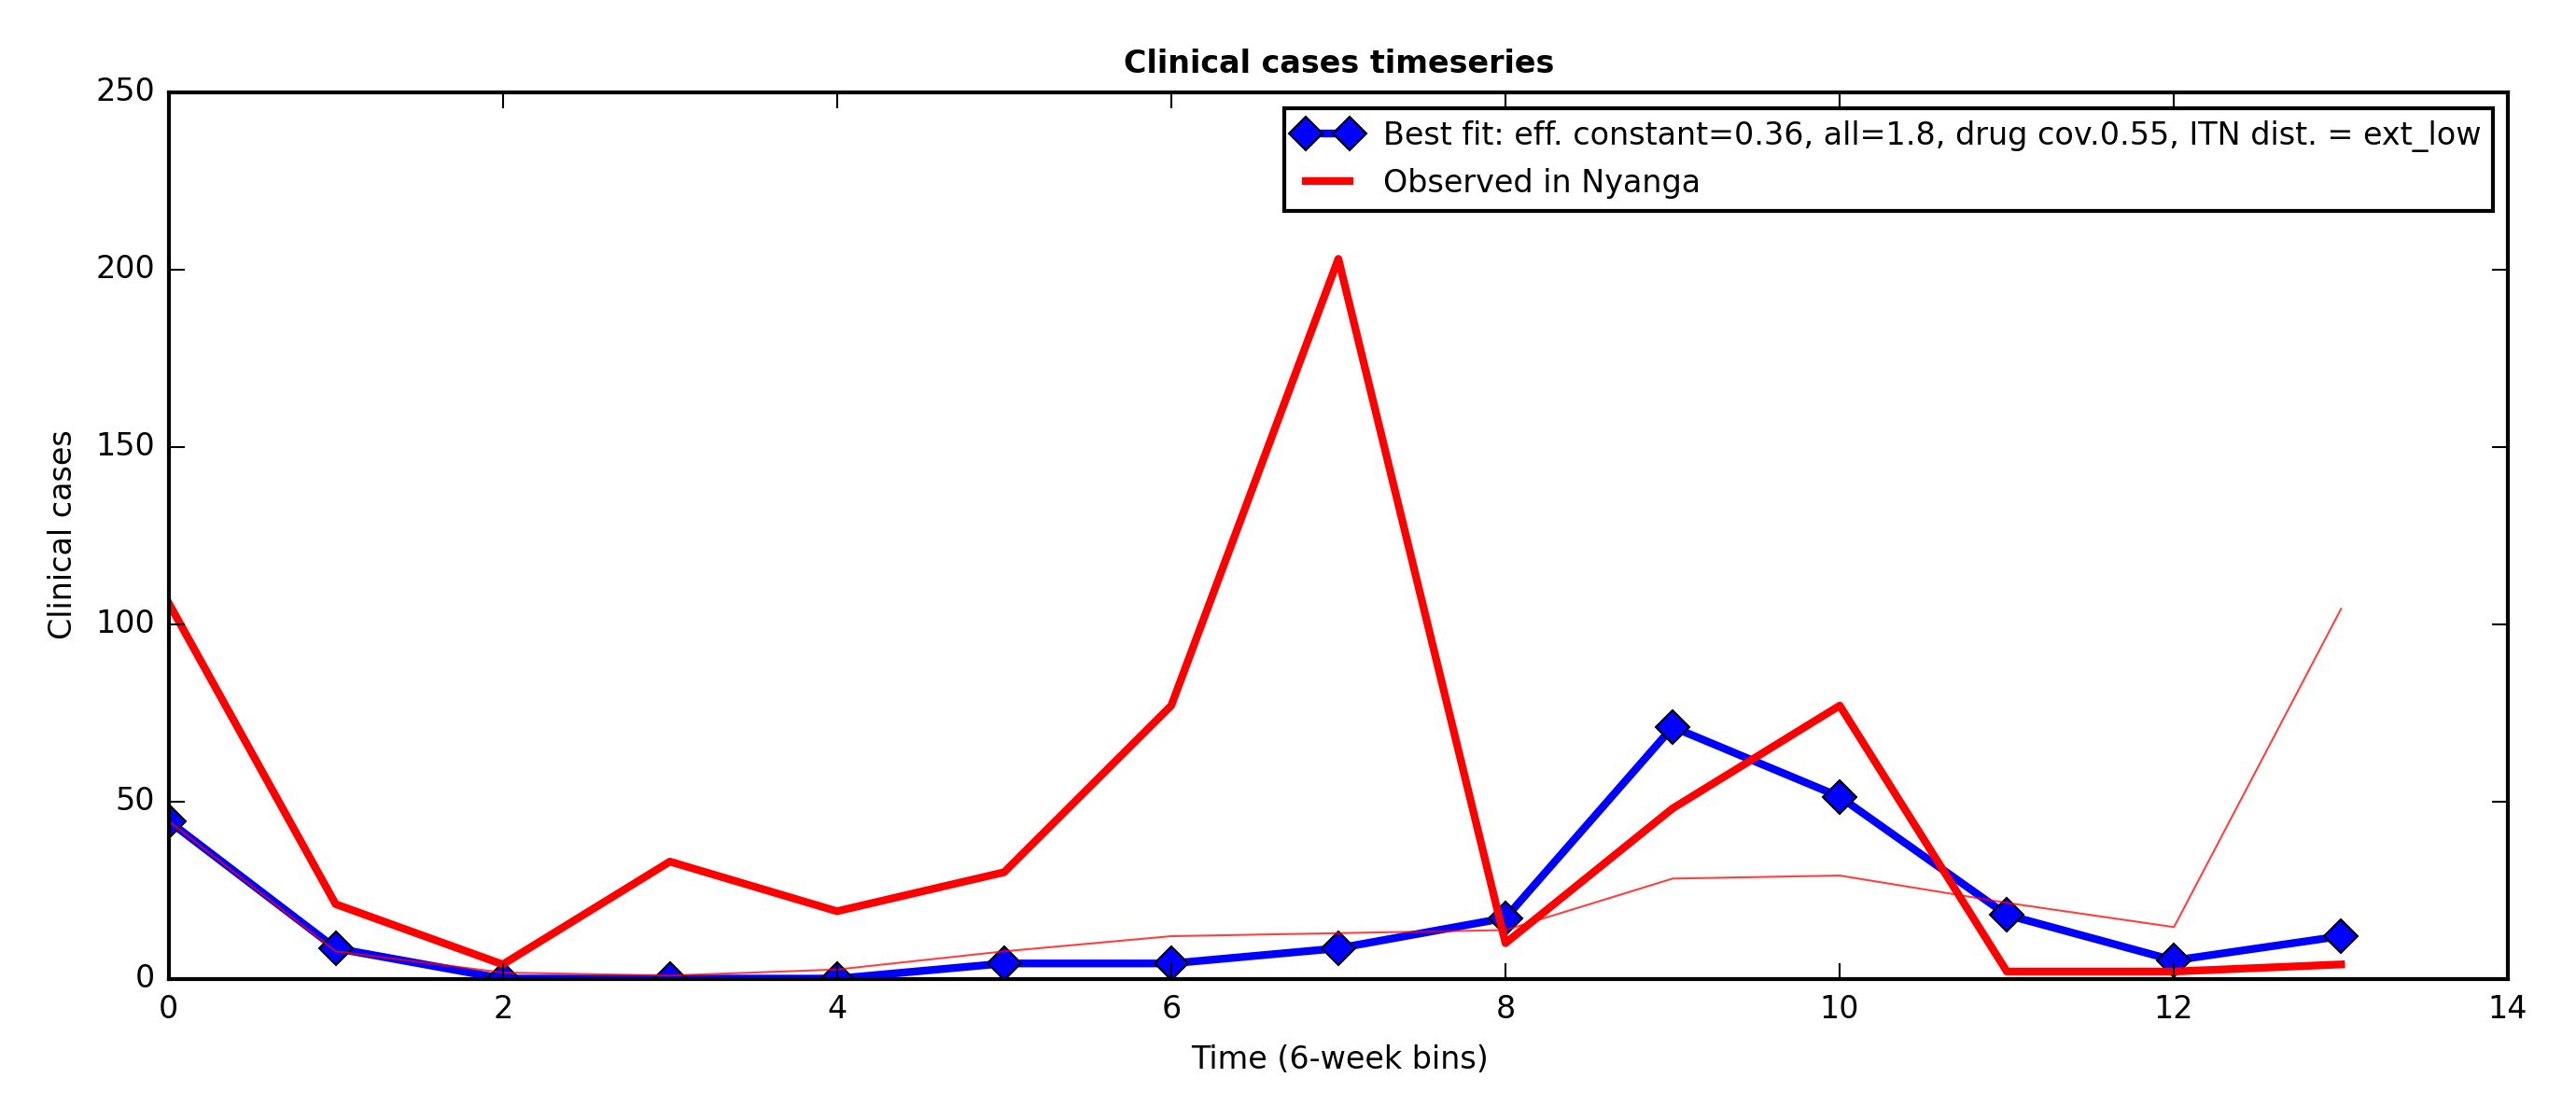 Clinical cases timeseries
250
200
150
100
50
0
Clinical cases
Best fit: eff. constant=0.36, all=1.8, drug cov.0.55, ITN dist. = ext_low
Observed in Nyanga
0 2 4 6 8 10 12 14
Time (6-week bins)